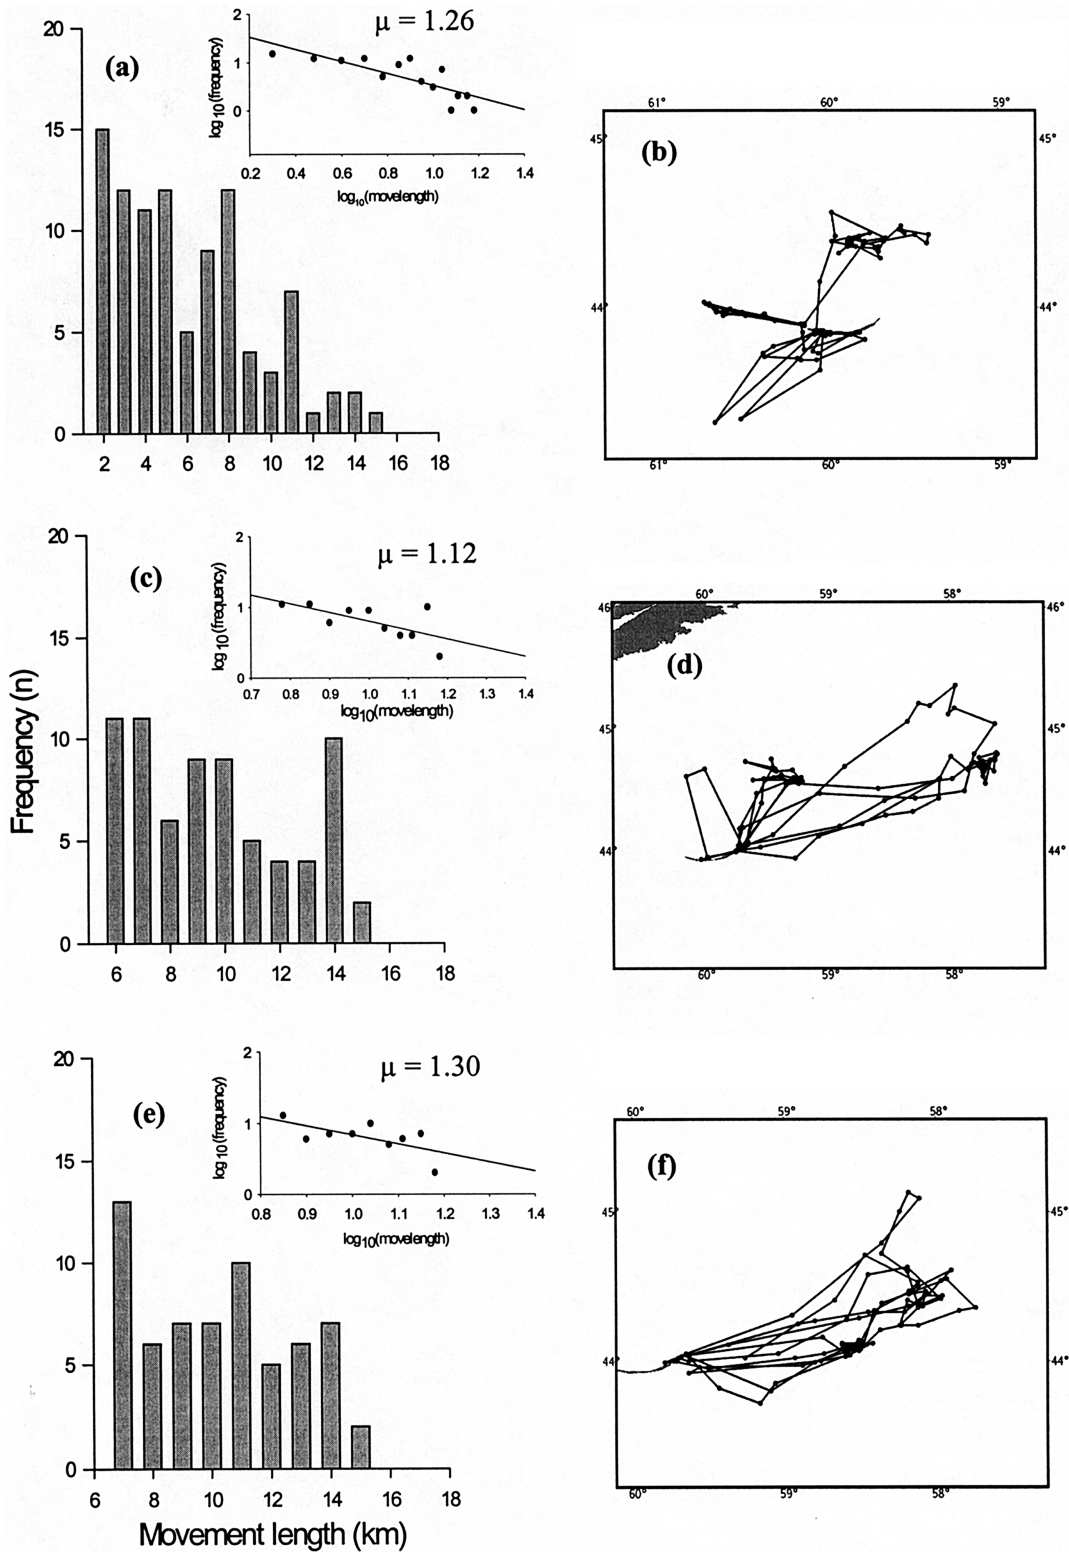 μ = 1.26
(a)
20
15
10
5
0
2 4 6 8 10 12 14 16 18
2
1
0
log10(frequency)
0.2 0.4 0.6 0.8 1.0 1.2 1.4
log10(movelength)
(b)
61° 60° 59°
45° 45°
44° 44°
61° 60° 59°
μ = 1.12
(c)
20
15
10
5
0
6 8 10 12 14 16 18
2
1
0
log10(frequency)
0.7 0.8 0.9 1.0 1.1 1.2 1.3 1.4
log10(movelength)
Frequency (n)
(d)
60° 59° 58°
46° 46°
45° 45°
44° 44°
60° 59° 58°
μ = 1.30
(e)
20
15
10
5
0
6 8 10 12 14 16 18
2
1
0
log10(frequency)
0.8 0.9 1.0 1.1 1.2 1.3 1.4
log10(movelength)
Movement length (km)
(f)
60° 59° 58°
45° 45°
44° 44°
60° 59° 58°